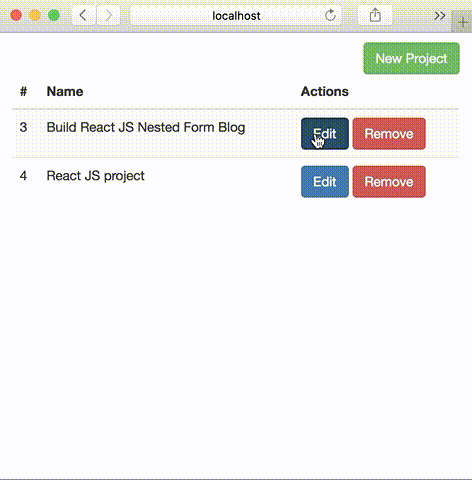 localhost
New Project
# Name Actions
3 Build React JS Nested Form Blog Edit Remove
4 React JS project Edit Remove